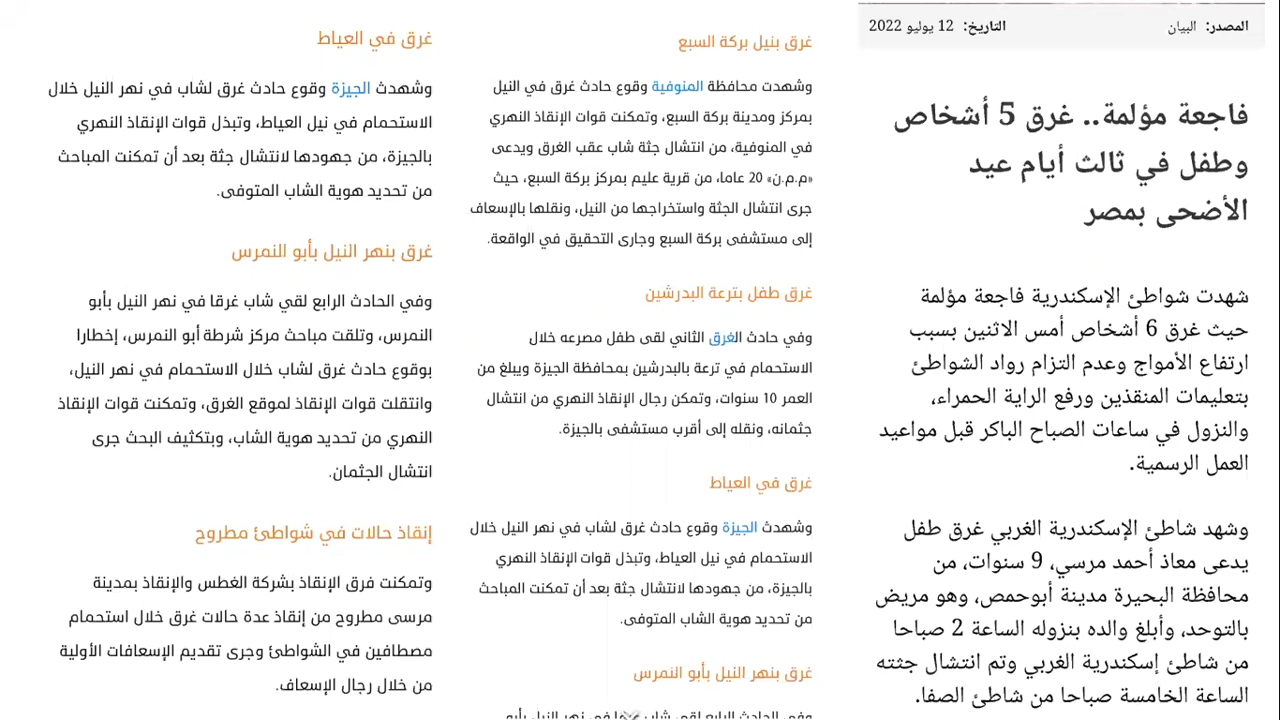 المصدر: البيان
التاريخ: 12 يوليو 2022
فاجعة مؤلمة.. غرق 5 أشخاص
وطفل في ثالث أيام عيد
الأضحى بمصر
شهدت شواطئ الإسكندرية فاجعة مؤلمة
حيث غرق 6 أشخاص أمس الاثنين بسبب
ارتفاع الأمواج وعدم التزام رواد الشواطئ
بتعليمات المنقذين ورفع الراية الحمراء،
والنزول في ساعات الصباح الباكر قبل مواعيد
العمل الرسمية.
وشهد شاطئ الإسكندرية الغربي غرق طفل
يدعى معاذ أحمد مرسي، 9 سنوات، من
محافظة البحيرة مدينة أبوحمص، وهو مريض
بالتوحد، وأبلغ والده بنزوله الساعة 2 صباحا
من شاطئ إسكندرية الغربي وتم انتشال جثته
الساعة الخامسة صباحا من شاطئ الصفا.
غرق بنيل بركة السبع
وشهدت محافظة المنوفية وقوع حادث غرق في النيل
بمركز ومدينة بركة السبع، وتمكنت قوات الإنقاذ النهري
في المنوفية، من انتشال جثة شاب عقب الغرق ويدعى
«م.م.ن» 20 عاما، من قرية عليم بمركز بركة السبع، حيث
جرى انتشال الجثة واستخراجها من النيل، ونقلها بالإسعاف
إلى مستشفى بركة السبع وجارى التحقيق في الواقعة.
غرق طفل بترعة البدرشين
وفي حادث الغرق الثاني لقى طفل مصرعه خلال
الاستحمام في ترعة بالبدرشين بمحافظة الجيزة ويبلغ من
العمر 10 سنوات، وتمكن رجال الإنقاذ النهري من انتشال
جثمانه، ونقله إلى أقرب مستشفى بالجيزة.
غرق في العياط
وشهدث الجيزة وقوع حادث غرق لشاب في نهر النيل خلال
الاستحمام في نيل العياط، وتبذل قوات الإنقاذ النهري
بالجيزة، من جهودها لانتشال جثة بعد أن تمكنت المباحث
من تحديد هوية الشاب المتوفى.
غرق بنهر النيل بأبو النمرس
وفي الحادث الرابع لقي شاب غرقا في نهر النيل بأبو
غرق في العياط
وشهدث الجيزة وقوع حادث غرق لشاب في نهر النيل خلال
الاستحمام في نيل العياط، وتبذل قوات الإنقاذ النهري
بالجيزة، من جهودها لانتشال جثة بعد أن تمكنت المباحث
من تحديد هوية الشاب المتوفى.
غرق بنهر النيل بأبو النمرس
وفي الحادث الرابع لقي شاب غرقا في نهر النيل بأبو
النمرس، وتلقت مباحث مركز شرطة أبو النمرس، إخطارا
بوقوع حادث غرق لشاب خلال الاستحمام في نهر النيل،
وانتقلت قوات الإنقاذ لموقع الغرق، وتمكنت قوات الإنقاذ
النهري من تحديد هوية الشاب، وبتكثيف البحث جرى
انتشال الجثمان.
إنقاذ حالات في شواطئ مطروح
وتمكنت فرق الإنقاذ بشركة الغطس والإنقاذ بمدينة
مرسى مطروح من إنقاذ عدة حالات غرق خلال استحمام
مصطافين في الشواطئ وجرى تقديم الإسعافات الأولية
من خلال رجال الإسعاف.